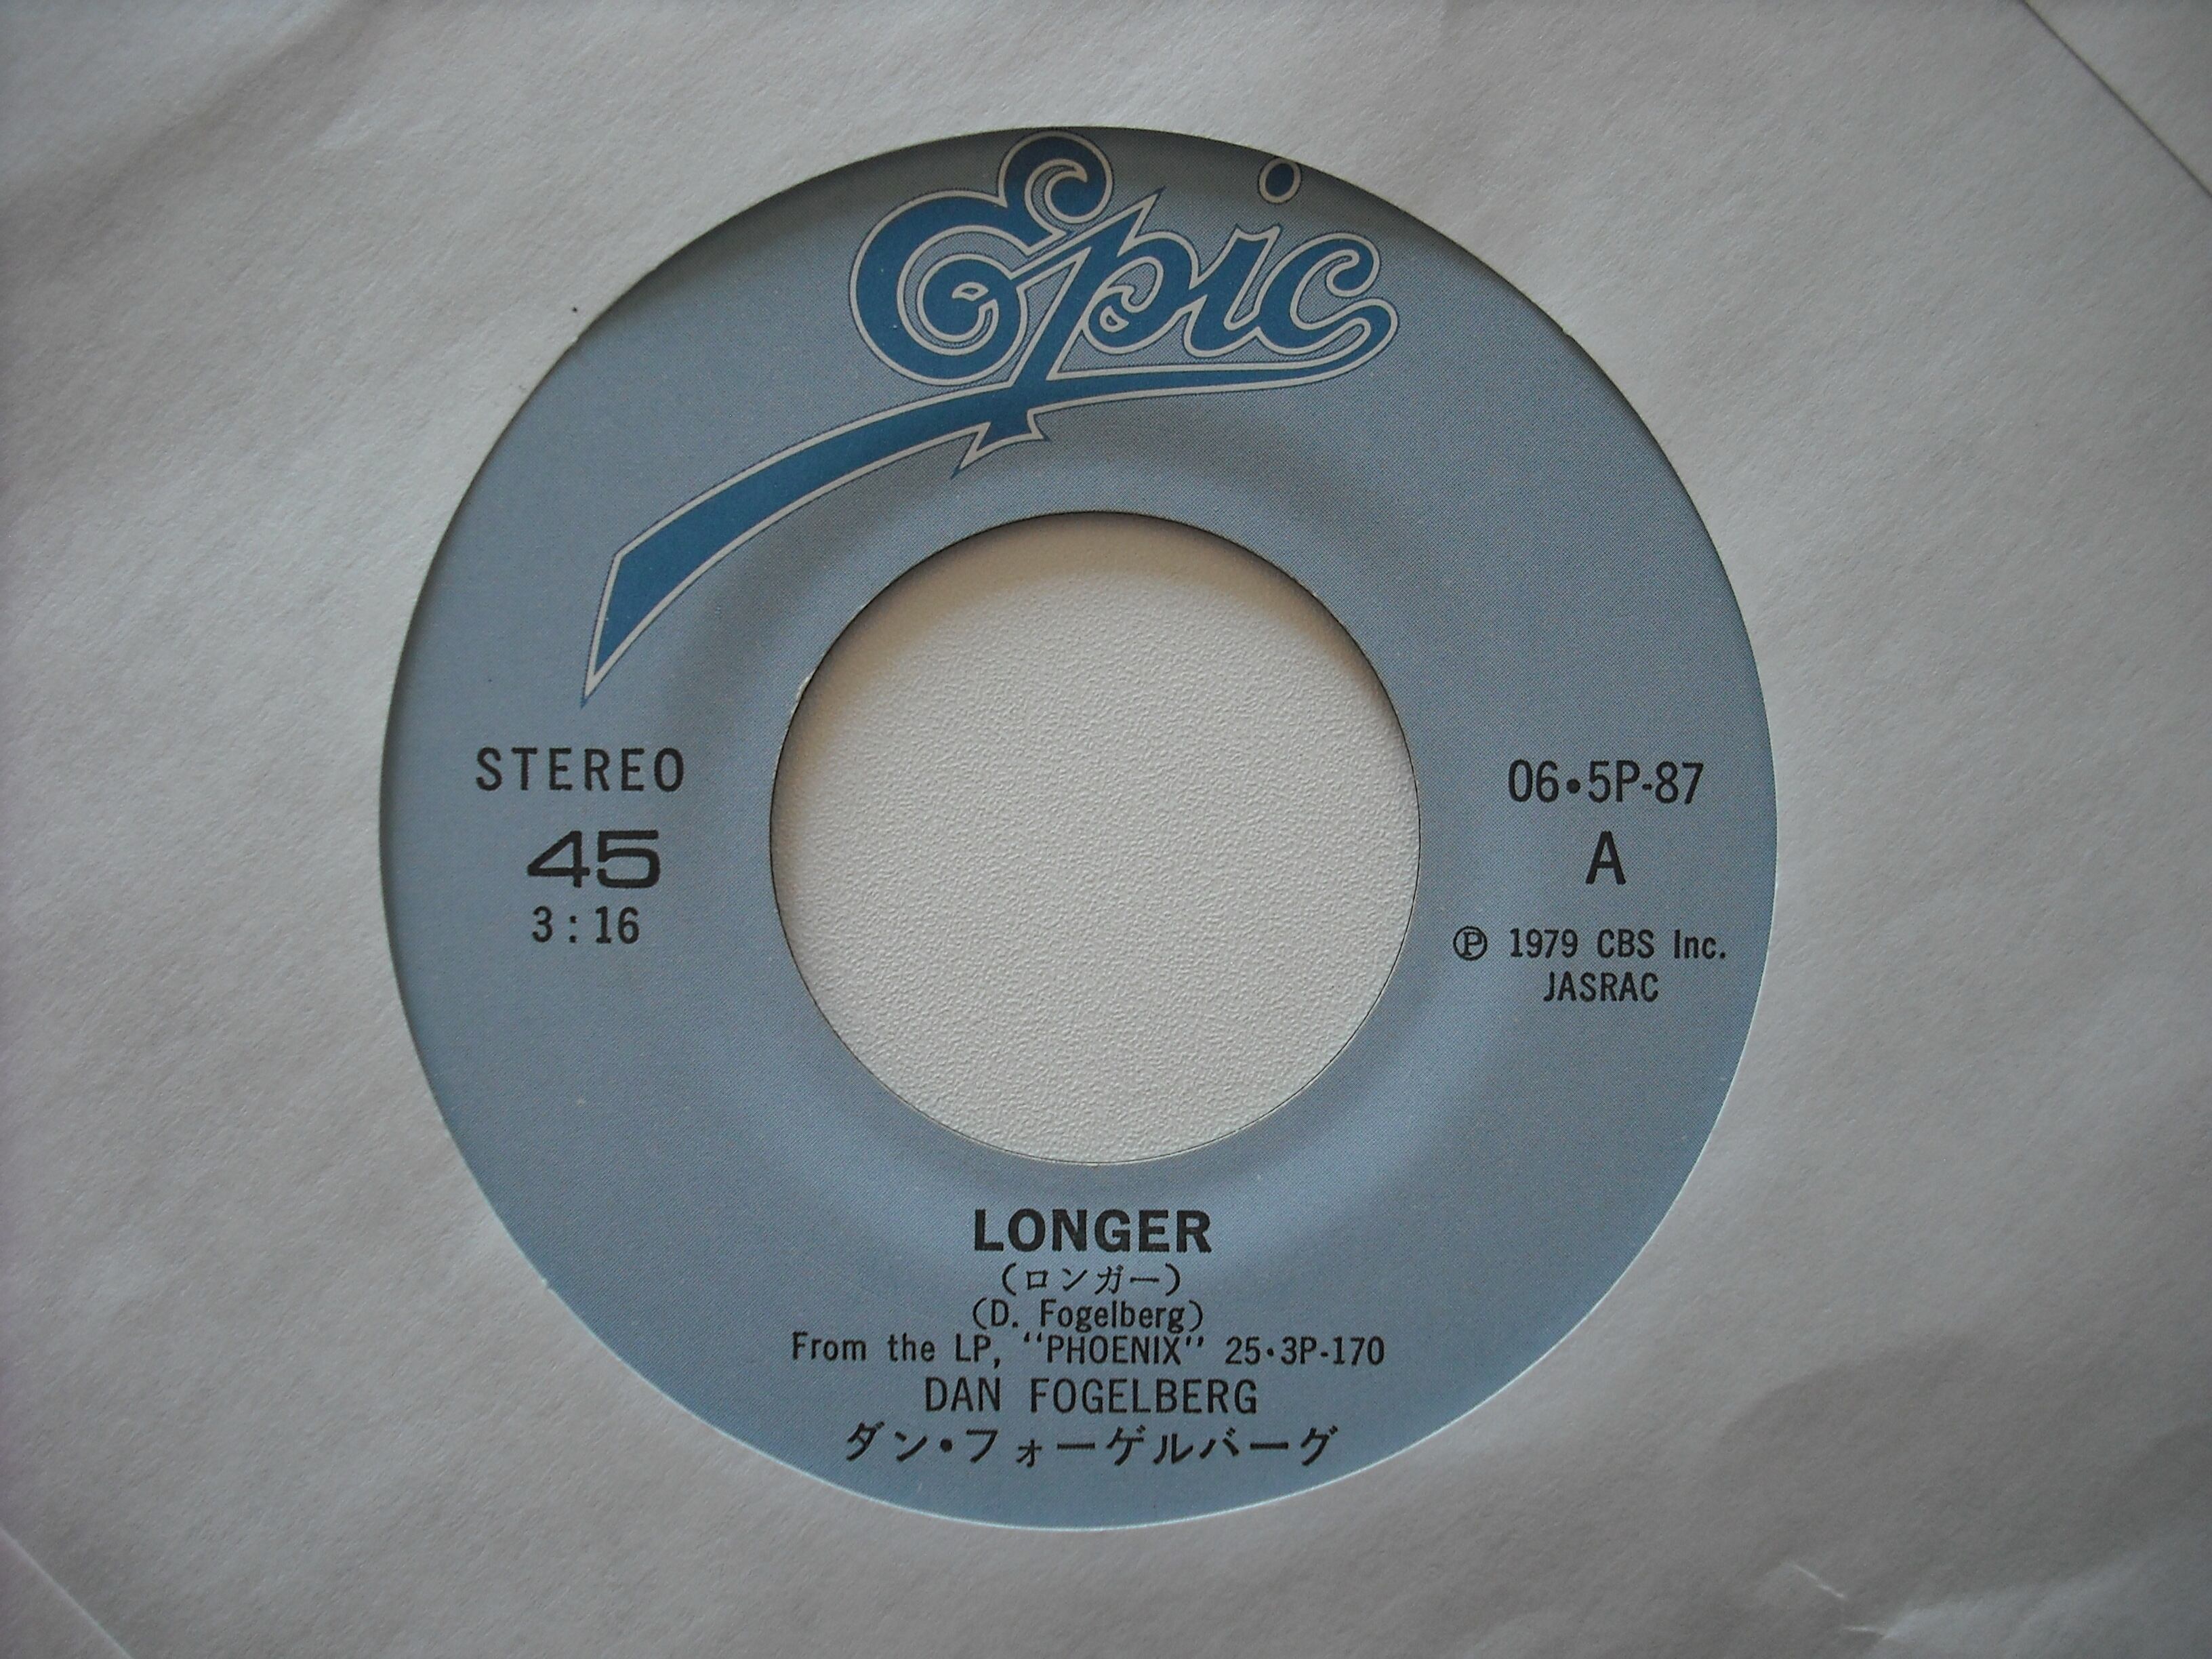 Epic
STEREO
45
3:16
06•5P-87
A
Ⓟ 1979 CBS Inc.
JASRAC
LONGER
(ロンガー)
(D. Fogelberg)
From the LP, "PHOENIX" 25•3P-170
DAN FOGELBERG
ダン•フォーゲルバーグ